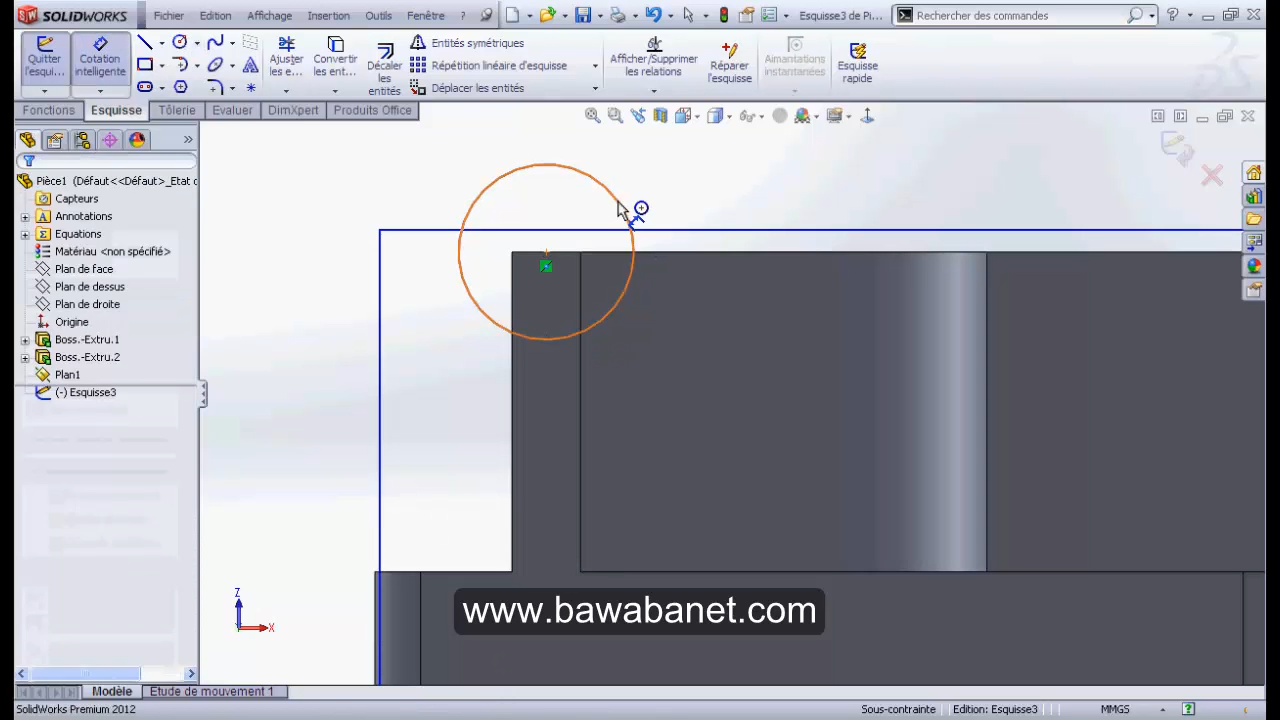 SOLIDWORKS Fichier Edition Affichage Insertion Outils Fenêtre ? Esquisse3 de Pi... Rechercher des commandes ?
Quitter l'esqui... Cotation intelligente Ajuster les e... Convertir les ent... Décaler les entités Entités symétriques Répétition linéaire d'esquisse Déplacer les entités Afficher/Supprimer les relations Réparer l'esquisse Aimantations instantanées Esquisse rapide
Fonctions Esquisse Tôlerie Evaluer DimXpert Produits Office
Pièce1 (Défaut<<Défaut>_Etat
Capteurs
Annotations
Equations
Matériau <non spécifié>
Plan de face
Plan de dessus
Plan de droite
Origine
Boss.-Extru.1
Boss.-Extru.2
Plan1
(-) Esquisse3
Z
X
www.bawabanet.com
Modèle Etude de mouvement 1
SolidWorks Premium 2012 Sous-contrainte Edition: Esquisse3 MMGS ?